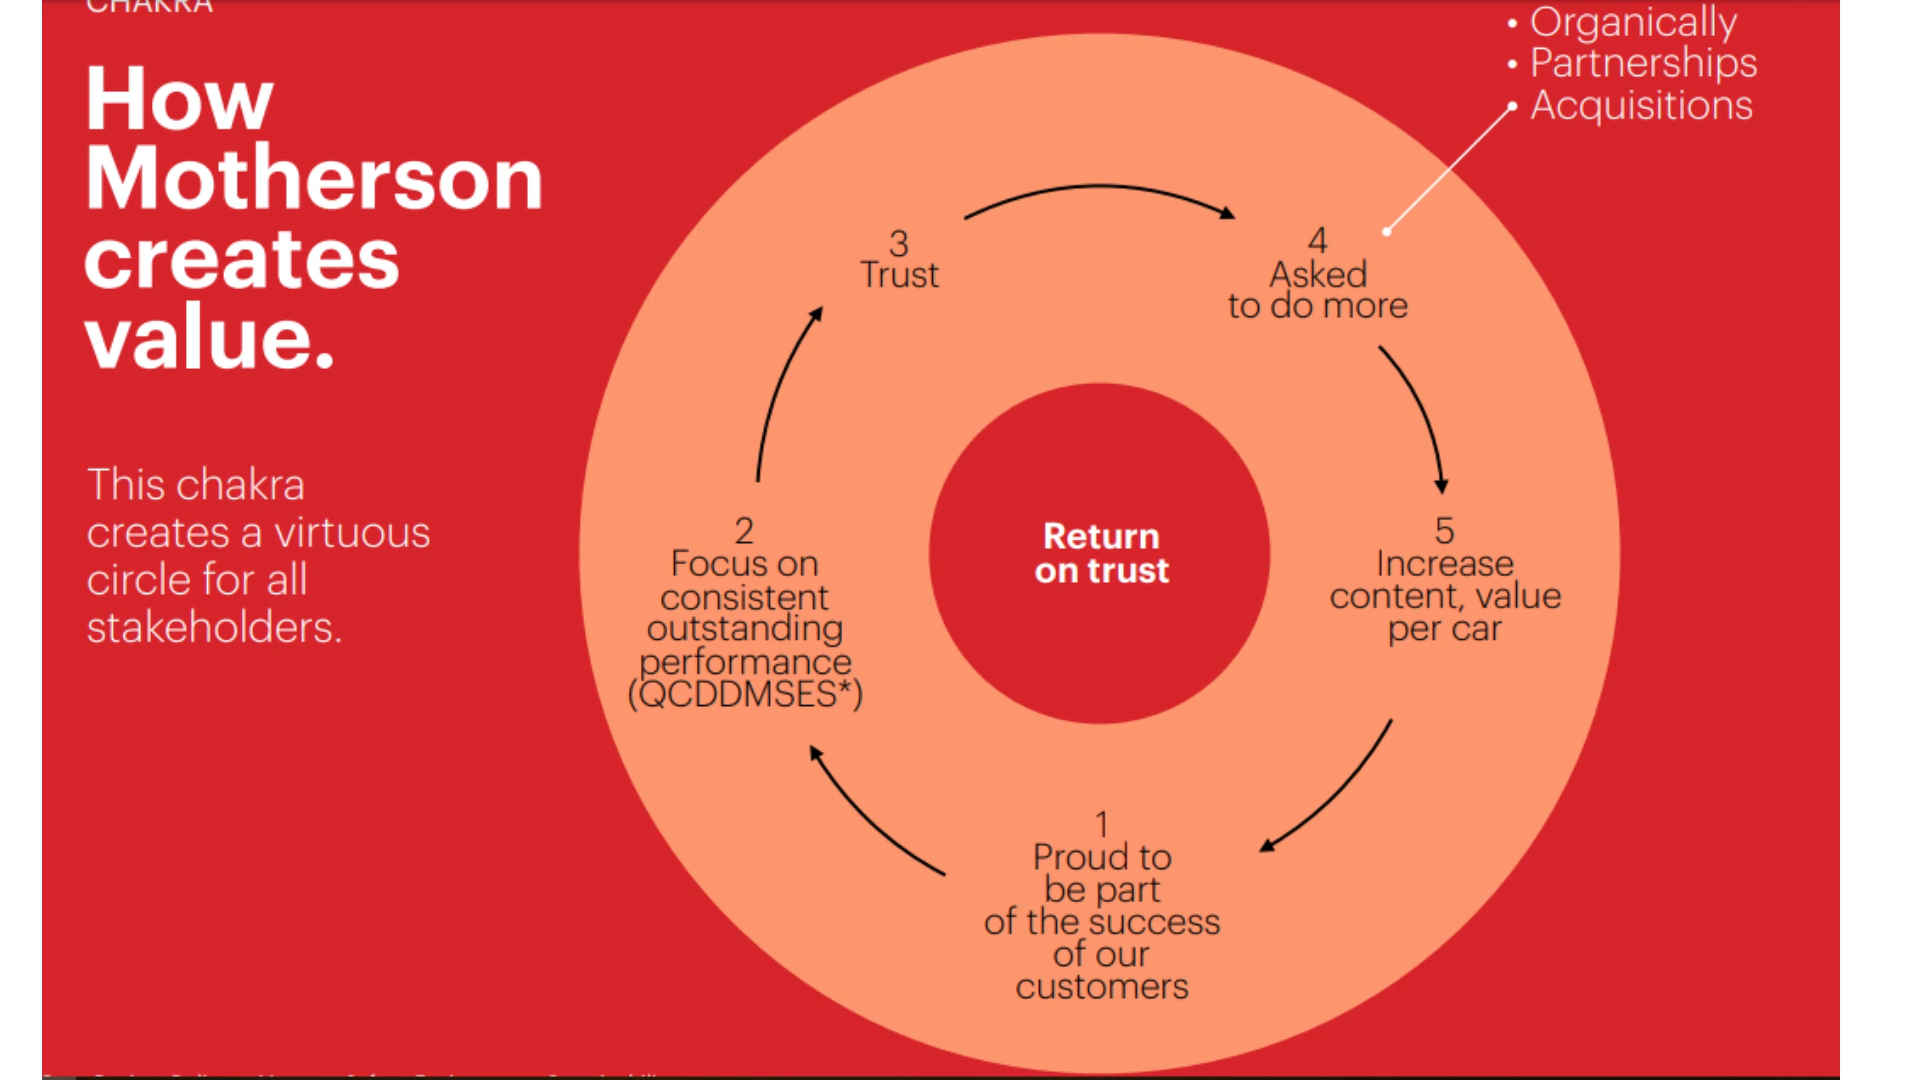 CHAKRA
How
Motherson
creates
value.
This chakra
creates a virtuous
circle for all
stakeholders.
• Organically
• Partnerships
• Acquisitions
1
Proud to
be part
of the success
of our
customers
2
Focus on
consistent
outstanding
performance
(QCDDMSES*)
3
Trust
4
Asked
to do more
5
Increase
content, value
per car
Return
on trust